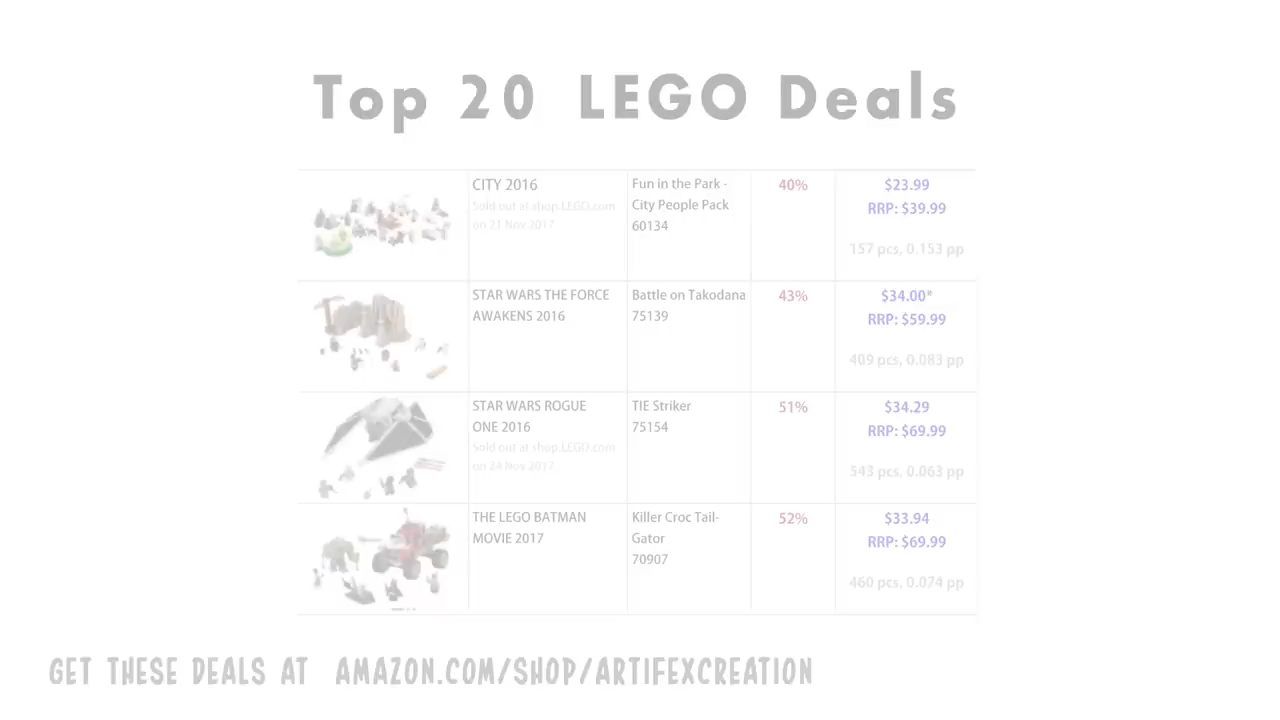 Top 20 LEGO Deals
CITY 2016
Sold out at shop.LEGO.com
on 21 Nov 2017
Fun in the Park -
City People Pack
60134
40%
$23.99
RRP: $39.99
157 pcs, 0.153 pp
STAR WARS THE FORCE
AWAKENS 2016
Battle on Takodana
75139
43%
$34.00*
RRP: $59.99
409 pcs, 0.083 pp
STAR WARS ROGUE
ONE 2016
Sold out at shop.LEGO.com
on 24 Nov 2017
TIE Striker
75154
51%
$34.29
RRP: $69.99
543 pcs, 0.063 pp
THE LEGO BATMAN
MOVIE 2017
Killer Croc Tail-
Gator
70907
52%
$33.94
RRP: $69.99
460 pcs, 0.074 pp
GET THESE DEALS AT AMAZON.COM/SHOP/ARTIFEXCREATION